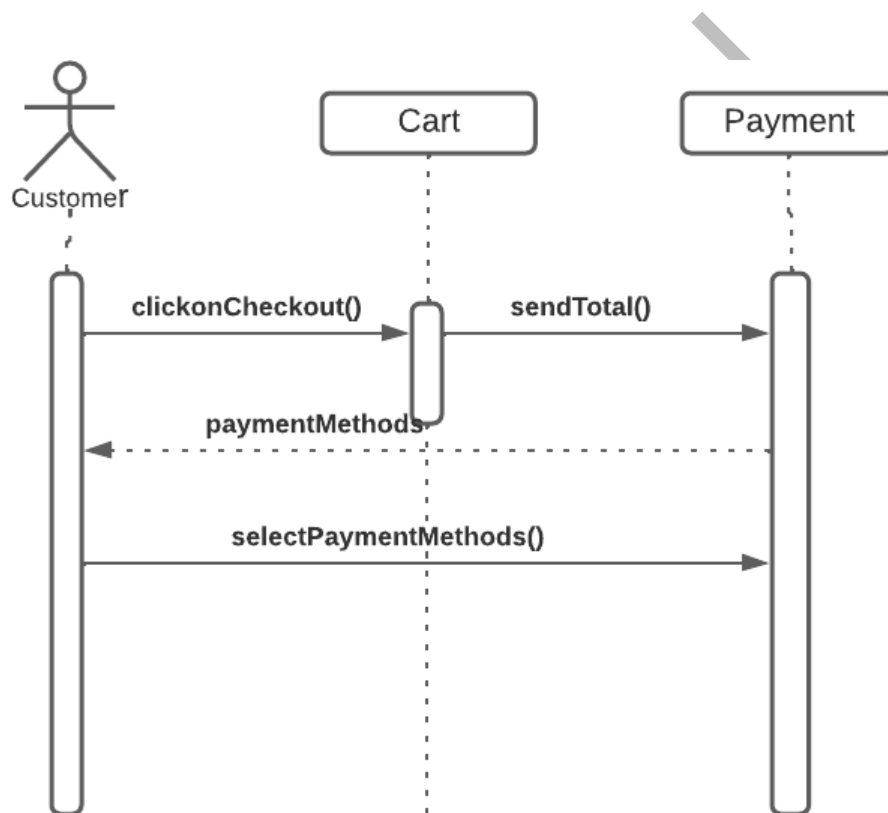 Cart
Payment
Customer
clickonCheckout()
sendTotal()
paymentMethods
selectPaymentMethods()